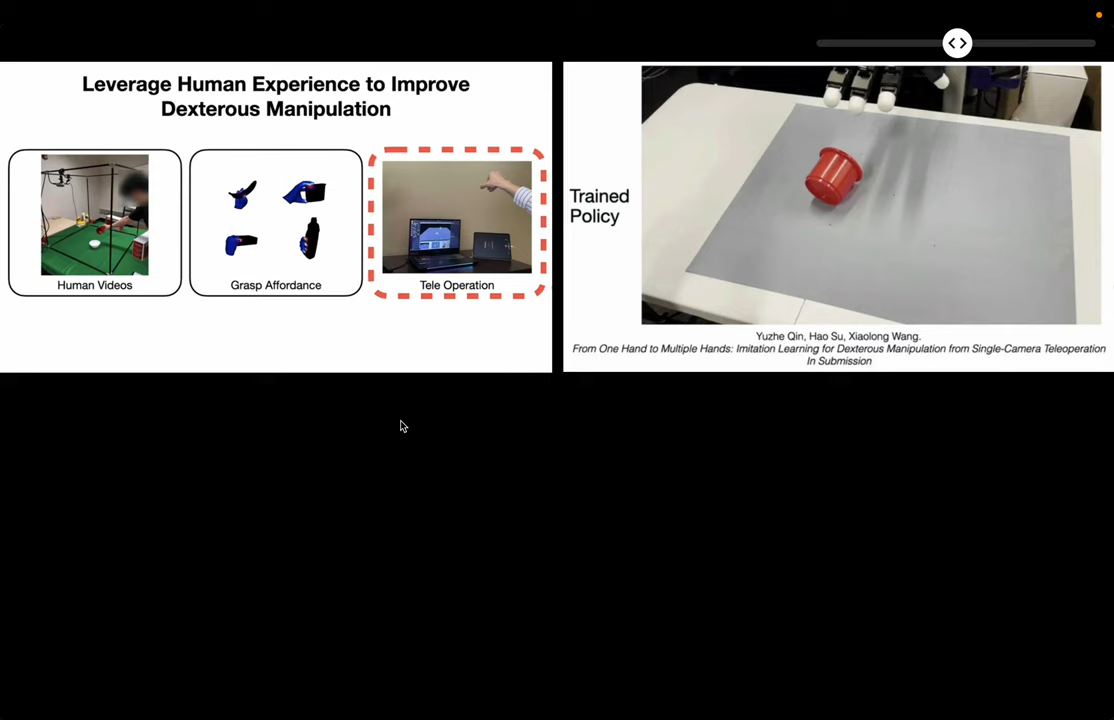 Leverage Human Experience to Improve
Dexterous Manipulation
Human Videos
Grasp Affordance
Tele Operation
Trained
Policy
Yuzhe Qin, Hao Su, Xiaolong Wang.
From One Hand to Multiple Hands: Imitation Learning for Dexterous Manipulation from Single-Camera Teleoperation
In Submission